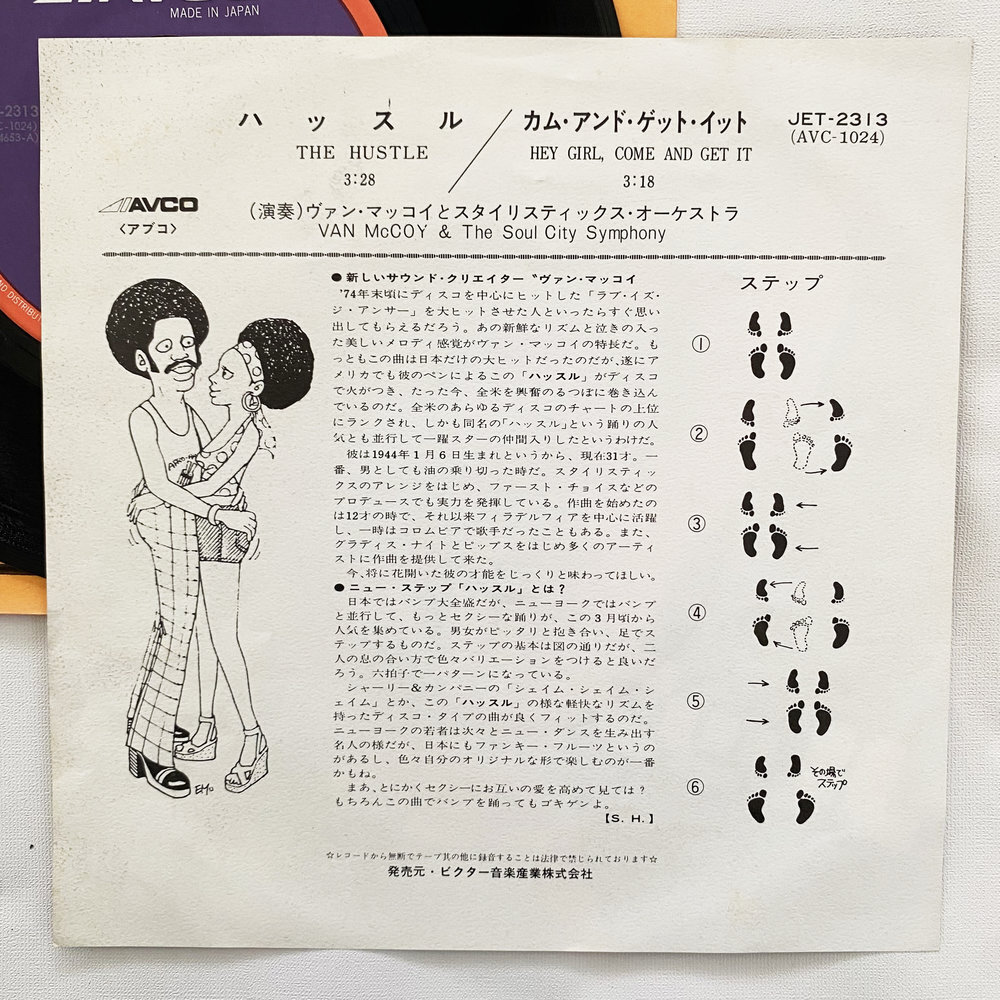 MADE IN JAPAN
-2313
C-1024)
M653-A)
ハッスル／カム・アンド・ゲット・イット JET-2313
THE HUSTLE HEY GIRL, COME AND GET IT (AVC-1024)
3:28 3:18
AVCO
〈アブコ〉
(演奏)ヴァン・マッコイとスタイリスティックス・オーケストラ
VAN McCOY & The Soul City Symphony
●新しいサウンド・クリエイター〝ヴァン・マッコイ
'74年末頃にディスコを中心にヒットした「ラブ・イズ・
ジ・アンサー」を大ヒットさせた人といったらすぐ思い
出してもらえるだろう。あの新鮮なリズムと泣きの入っ
た美しいメロディ感覚がヴァン・マッコイの特長だ。も
っともこの曲は日本だけの大ヒットだったのだが、遂にア
メリカでも彼のペンによるこの「ハッスル」がディスコ
で火がつき、たった今、全米を興奮のるつぼに巻き込ん
でいるのだ。全米のあらゆるディスコのチャートの上位
にランクされ、しかも同名の「ハッスル」という踊りの人
気とも並行して一躍スターの仲間入りしたというわけだ。
彼は1944年1月6日生まれというから、現在31才。一
番、男としても油の乗り切った時だ。スタイリスティッ
クスのアレンジをはじめ、ファースト・チョイスなどの
プロデュースでも実力を発揮している。作曲を始めたの
は12才の時で、それ以来フィラデルフィアを中心に活躍
し、一時はコロムビアで歌手だったこともある。また、
グラディス・ナイトとピップスをはじめ多くのアーティ
ストに作曲を提供して来た。
今、将に花開いた彼の才能をじっくりと味わってほしい。
●ニュー・ステップ「ハッスル」とは？
日本ではバンプ大全盛だが、ニューヨークではバンプ
と並行して、もっとセクシーな踊りが、この3月頃から
人気を集めている。男女がピッタリと抱き合い、足でス
テップするものだ。ステップの基本は図の通りだが、二
人の息の合い方で色々バリエーションをつけると良いだ
ろう。六拍子で一パターンになっている。
シャーリー&カンパニーの「シェイム・シェイム・シ
ェイム」とか、この「ハッスル」の様な軽快なリズムを
持ったディスコ・タイプの曲が良くフィットするのだ。
ニューヨークの若者は次々とニュー・ダンスを生み出す
名人の様だが、日本にもファンキー・フルーツというの
があるし、色々自分のオリジナルな形で楽しむのが一番
かもね。
まあ、とにかくセクシーにお互いの愛を高めて見ては？
もちろんこの曲でバンプを踊ってもゴキゲンよ。
【S. H.】
ステップ
①
②
③
④
⑤
⑥
その場で
ステップ
EMO
☆レコードから無断でテープ其の他に録音することは法律で禁じられております☆
発売元・ビクター音楽産業株式会社